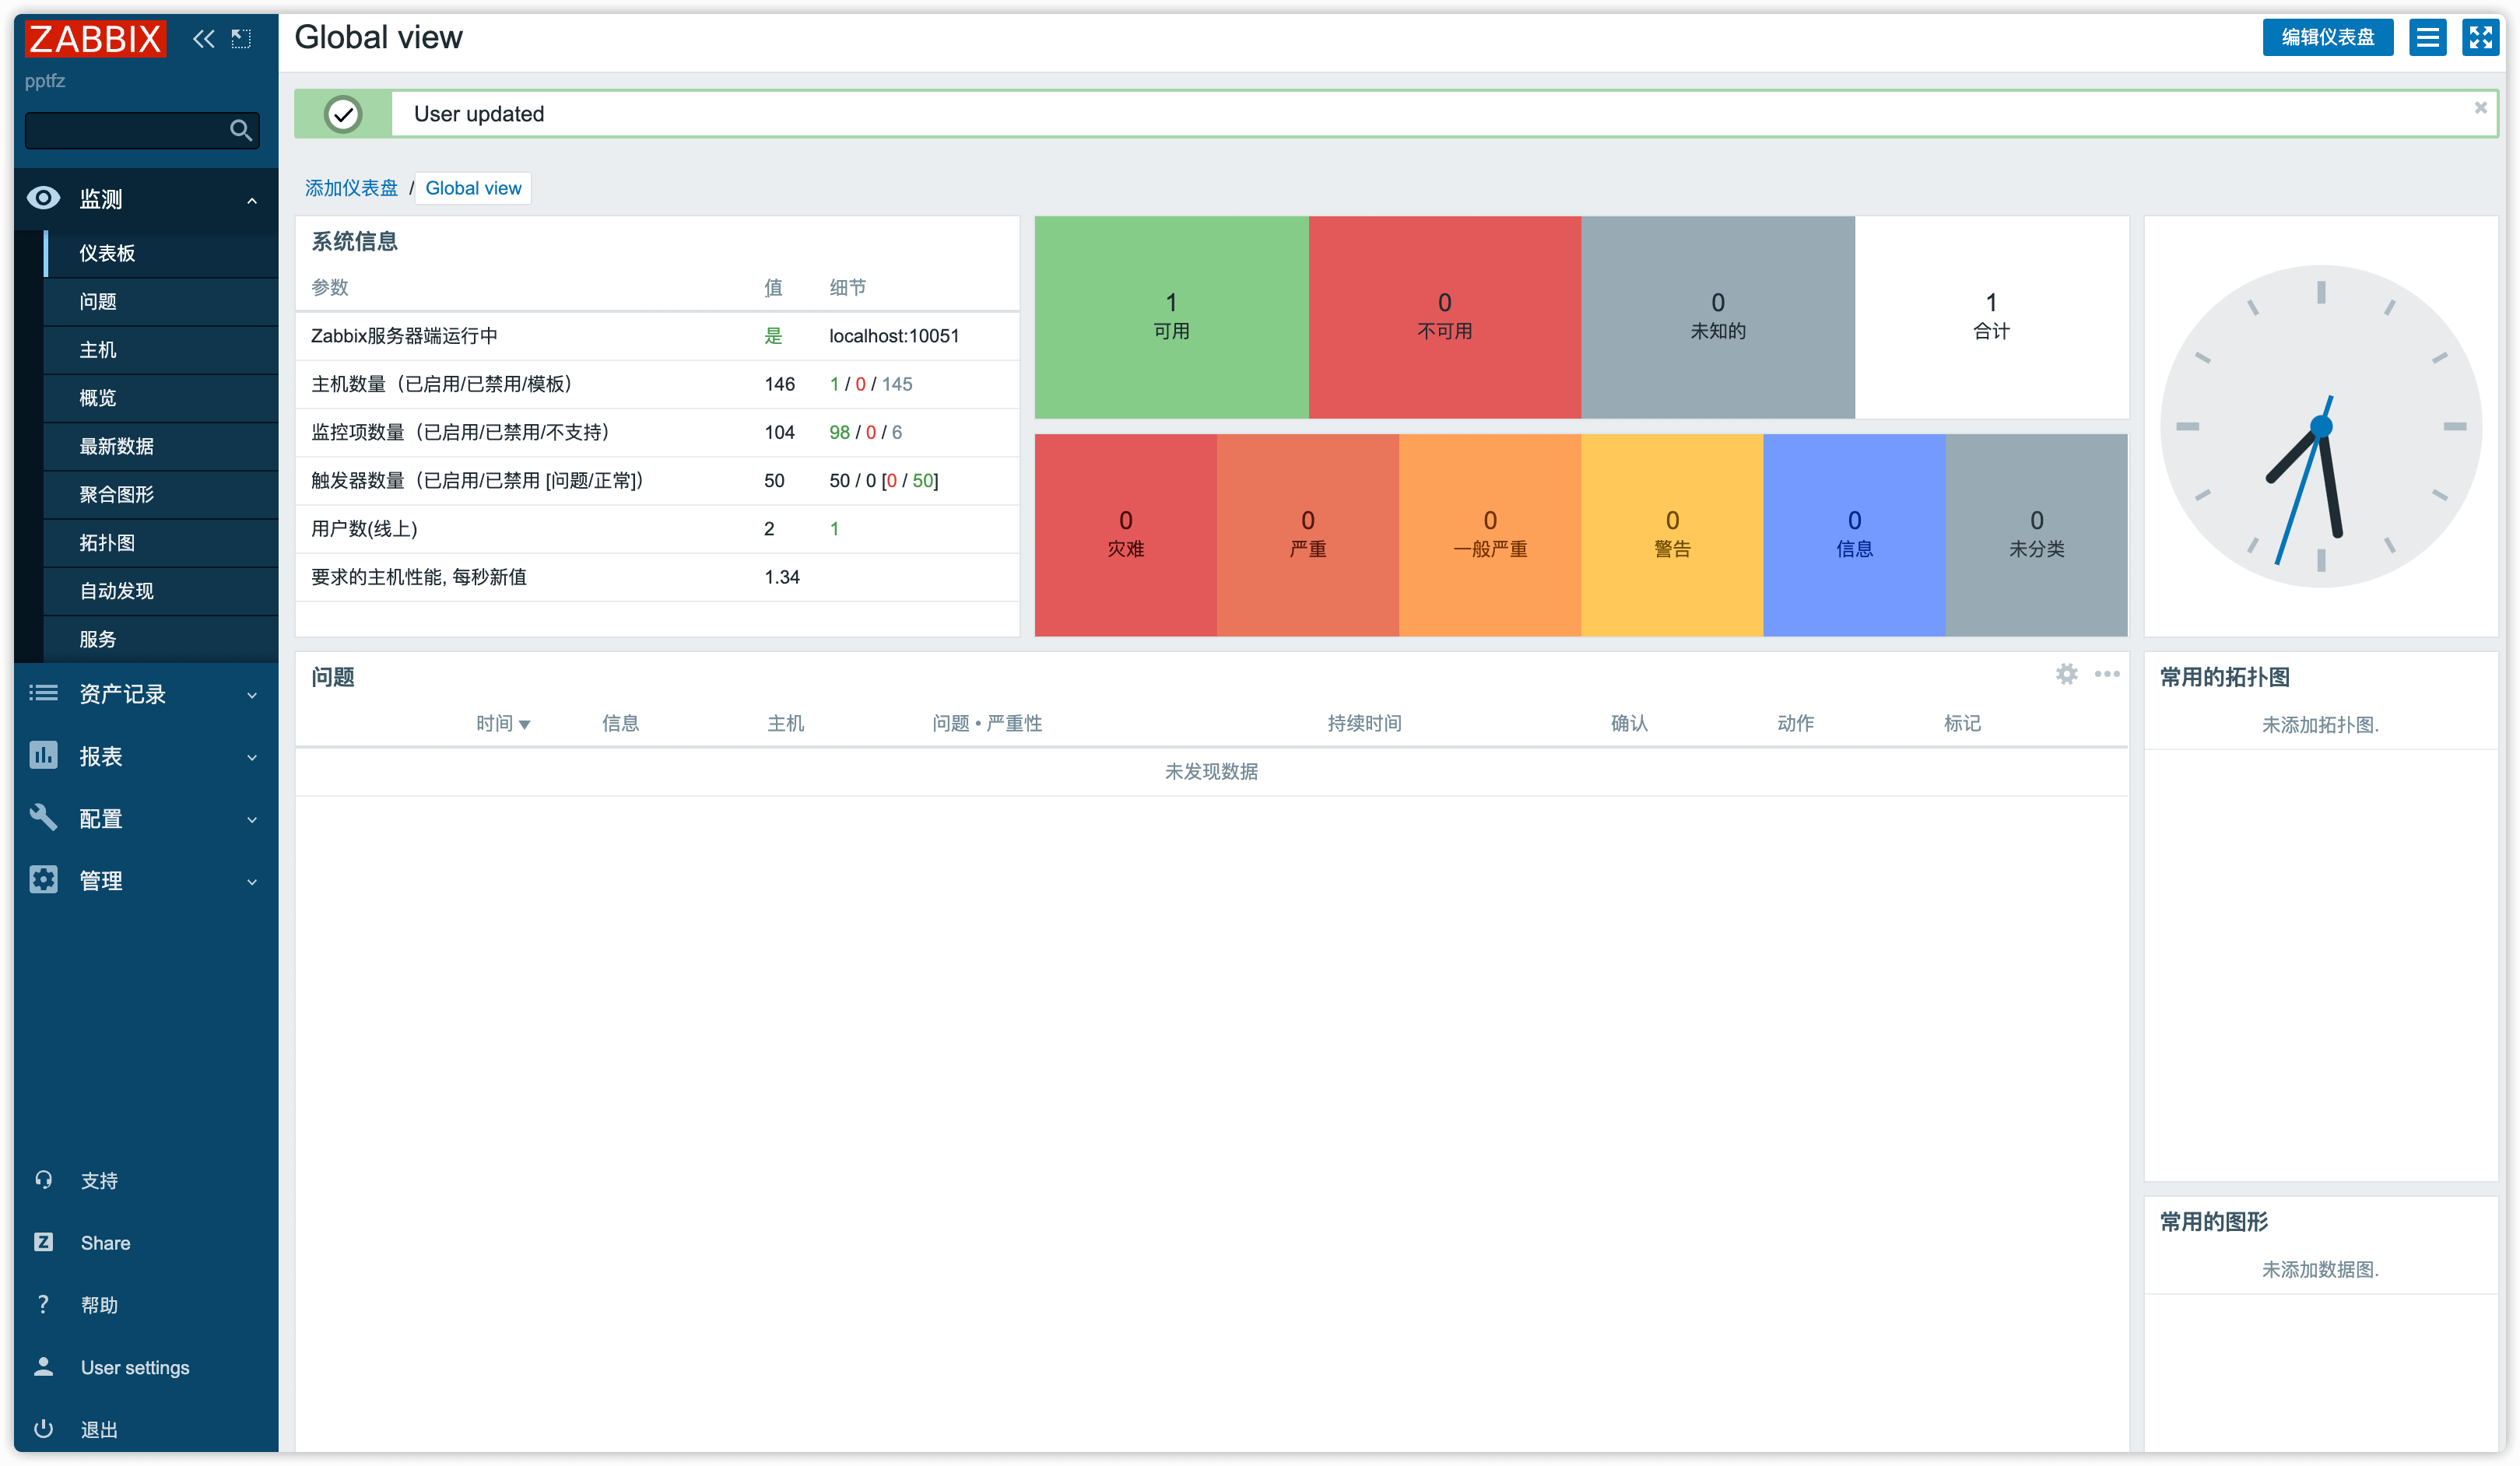 ZABBIX
pptfz
监测
仪表板
问题
主机
概览
最新数据
聚合图形
拓扑图
自动发现
服务
资产记录
报表
配置
管理
支持
Share
帮助
User settings
退出
Global view
编辑仪表盘
User updated
添加仪表盘 / Global view
系统信息
参数 值 细节
Zabbix服务器端运行中 是 localhost:10051
主机数量（已启用/已禁用/模板） 146 1 / 0 / 145
监控项数量（已启用/已禁用/不支持） 104 98 / 0 / 6
触发器数量（已启用/已禁用 [问题/正常]） 50 50 / 0 [0 / 50]
用户数(线上) 2 1
要求的主机性能, 每秒新值 1.34
1 0 0 1
可用 不可用 未知的 合计
0 0 0 0 0 0
灾难 严重 一般严重 警告 信息 未分类
问题
时间 信息 主机 问题 • 严重性 持续时间 确认 动作 标记
未发现数据
常用的拓扑图
未添加拓扑图.
常用的图形
未添加数据图.